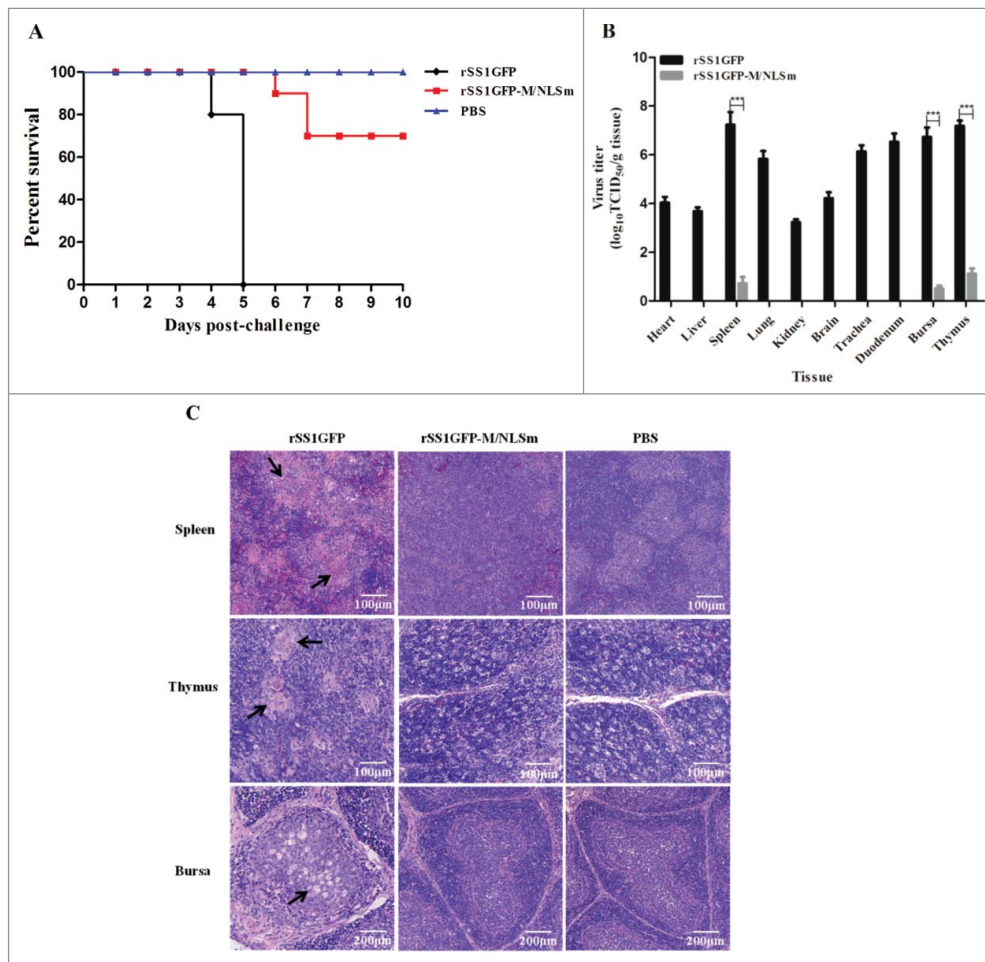 A
rSS1GFP
rSS1GFP-M/NLSm
PBS
Percent survival
100
80
60
40
20
0
0 1 2 3 4 5 6 7 8 9 10
Days post-challenge
B
rSS1GFP
rSS1GFP-M/NLSm
Virus titer
(log10TCID50/g tissue)
10
8
6
4
2
0
***
***
***
Heart Liver Spleen Lung Kidney Brain Trachea Duodenum Bursa Thymus
Tissue
C
rSS1GFP rSS1GFP-M/NLSm PBS
Spleen
100µm 100µm 100µm
Thymus
100µm 100µm 100µm
Bursa
200µm 200µm 200µm